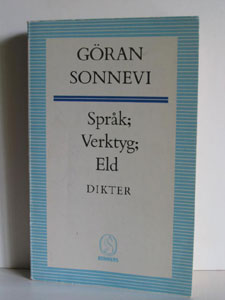 GÖRAN
SONNEVI
Språk;
Verktyg;
Eld
DIKTER